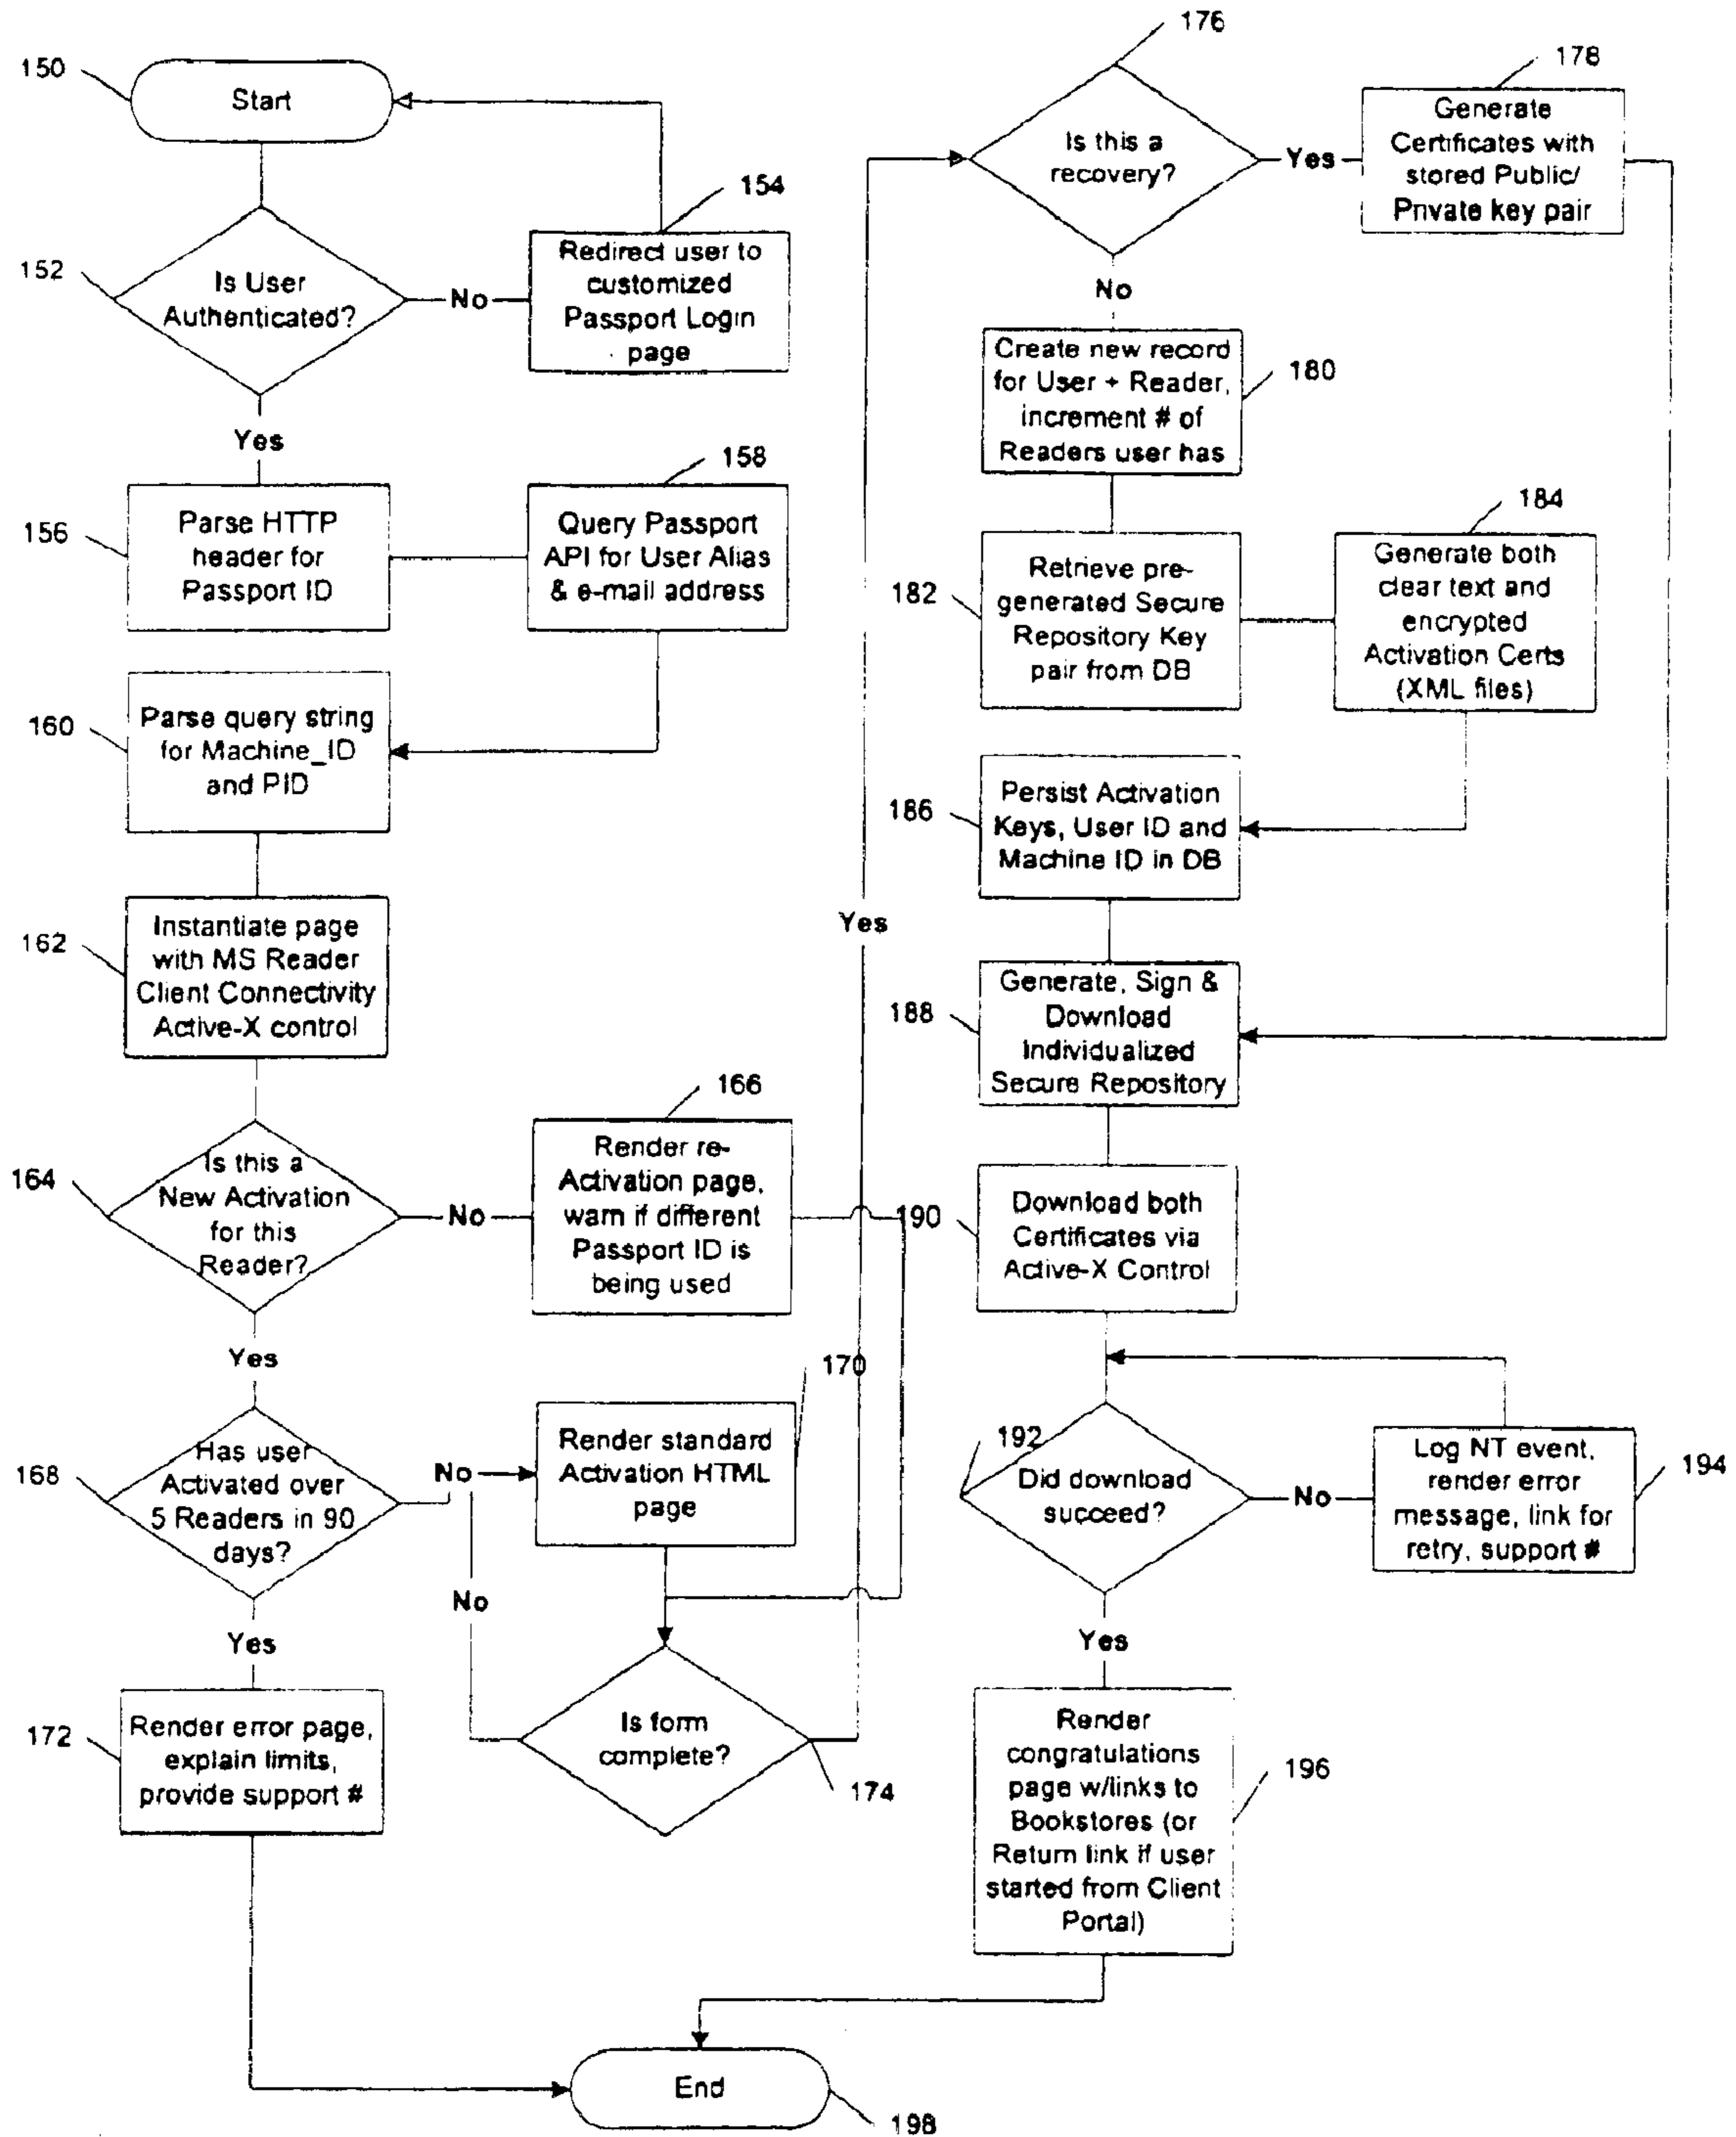 150
Start
152
Is User
Authenticated?
No
154
Redirect user to
customized
Passport Login
page
Yes
156
Parse HTTP
header for
Passport ID
158
Query Passport
API for User Alias
& e-mail address
160
Parse query string
for Machine_ID
and PID
162
Instantiate page
with MS Reader
Client Connectivity
Active-X control
164
Is this a
New Activation
for this
Reader?
No
166
Render re-
Activation page,
warn if different
Passport ID is
being used
Yes
168
Has user
Activated over
5 Readers in 90
days?
No
170
Render standard
Activation HTML
page
No
Yes
172
Render error page,
explain limits,
provide support #
Is form
complete?
174
Yes
176
Is this a
recovery?
Yes
178
Generate
Certificates with
stored Public/
Private key pair
No
180
Create new record
for User + Reader,
increment # of
Readers user has
182
Retrieve pre-
generated Secure
Repository Key
pair from DB
184
Generate both
clear text and
encrypted
Activation Certs
(XML files)
186
Persist Activation
Keys, User ID and
Machine ID in DB
188
Generate, Sign &
Download
Individualized
Secure Repository
190
Download both
Certificates via
Active-X Control
192
Did download
succeed?
No
194
Log NT event,
render error
message, link for
retry, support #
Yes
196
Render
congratulations
page w/links to
Bookstores (or
Return link if user
started from Client
Portal)
End
198